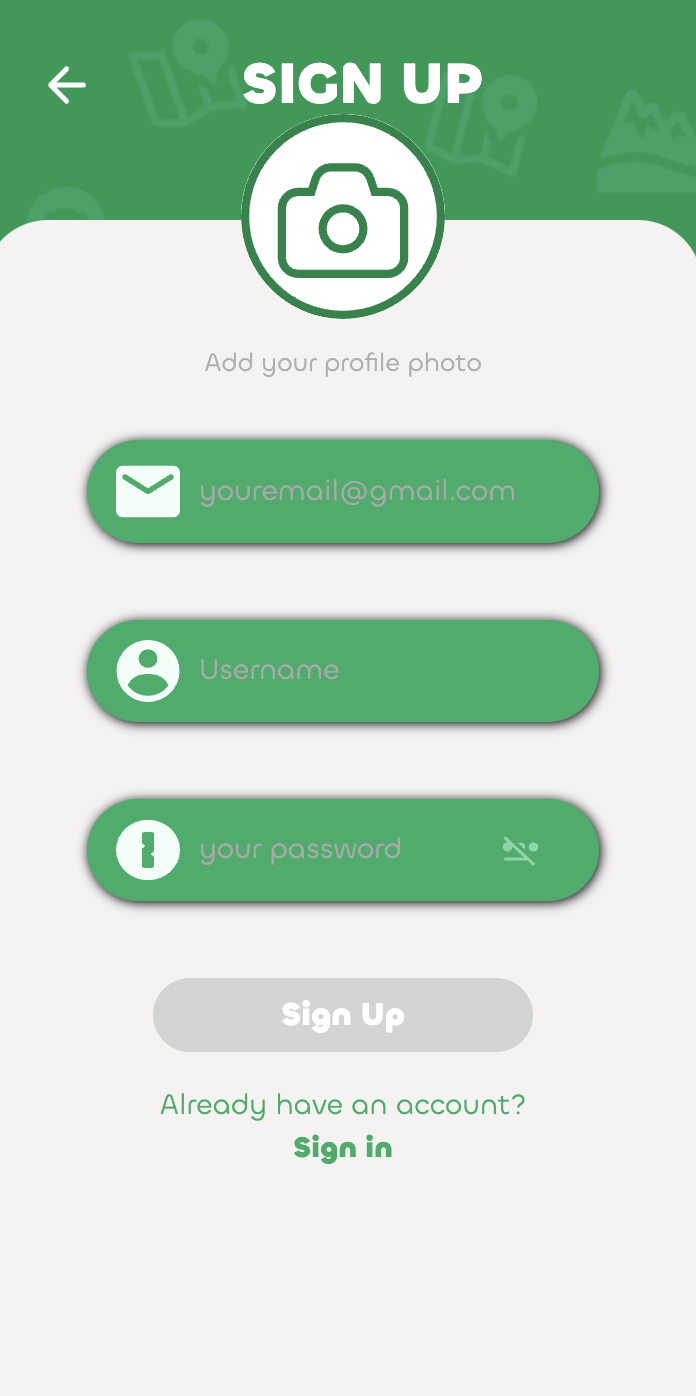 SIGN UP
Add your profile photo
youremail@gmail.com
Username
your password
Sign Up
Already have an account?
Sign in